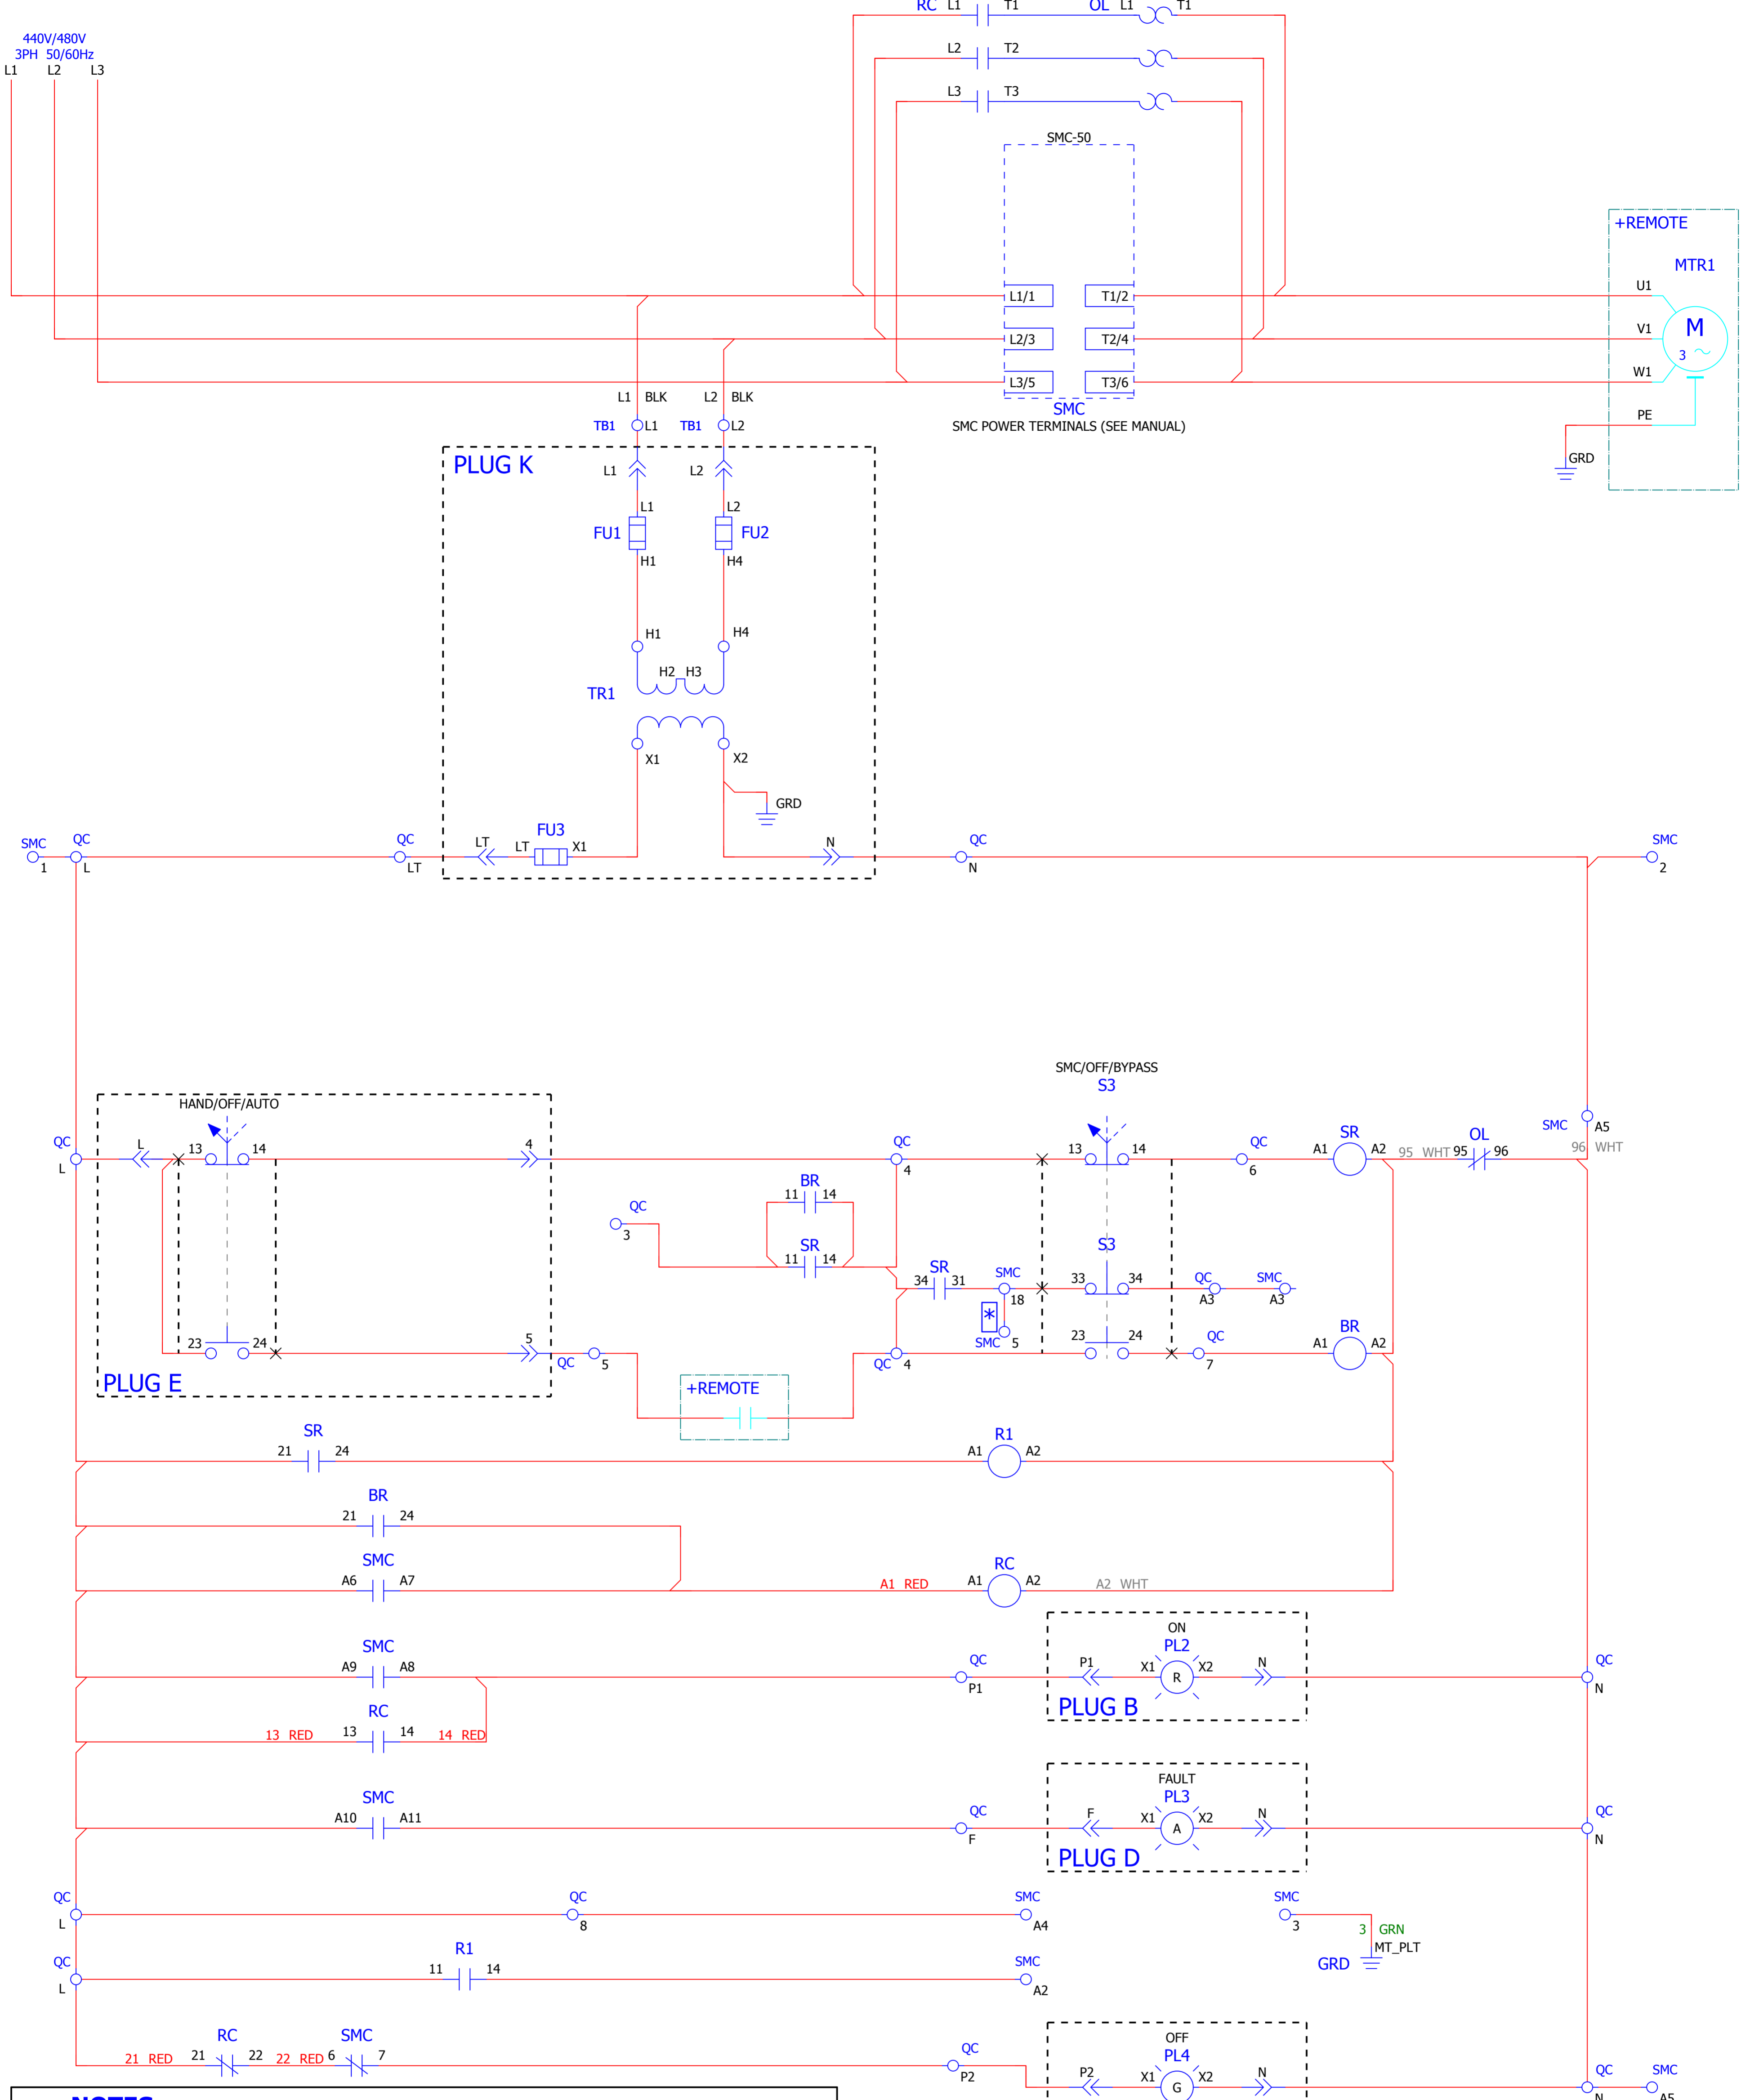 RC L1 T1 OL L1 T1
440V/480V
3PH 50/60Hz
L1 L2 L3
L2 T2
L3 T3
SMC-50
+REMOTE
MTR1
L1/1 T1/2 U1
L2/3 T2/4 V1 M
3
L3/5 T3/6 W1
L1 BLK L2 BLK
SMC
PE
TB1 L1 TB1 L2
SMC POWER TERMINALS (SEE MANUAL)
GRD
PLUG K
L1 L2
L1 L2
FU1 FU2
H1 H4
H1 H4
H2 H3
TR1
X1 X2
GRD
FU3
SMC QC QC LT LT X1 N QC SMC
1 L LT N 2
SMC/OFF/BYPASS
S3
HAND/OFF/AUTO
SMC A5
QC L 13 14 4 QC 13 14 QC SR OL
A1 A2 95 WHT 95 96 96 WHT
L 4 6
BR
11 14
QC
3
SR
11 14
S3
SR
34 31 SMC 33 34 QC SMC
18 A3 A3
*
SMC 5
23 24 5 QC 5 QC 4 23 24 QC 7 BR
A1 A2
PLUG E
+REMOTE
SR
21 24
R1
A1 A2
BR
21 24
SMC
A6 A7
RC
A1 RED A1 A2 A2 WHT
ON
SMC
A9 A8
PL2
QC P1 P1 X1 R X2 N QC N
PLUG B
RC
13 RED 13 14 14 RED
FAULT
SMC
A10 A11
PL3
QC F F X1 A X2 N QC N
PLUG D
QC QC SMC SMC
L 8 A4 3
3 GRN
MT_PLT
GRD
QC R1 SMC
L 11 14 A2
OFF
RC SMC
PL4
21 RED 21 22 22 RED 6 7
QC P2 P2 X1 G X2 N QC SMC
N A5
NOTES